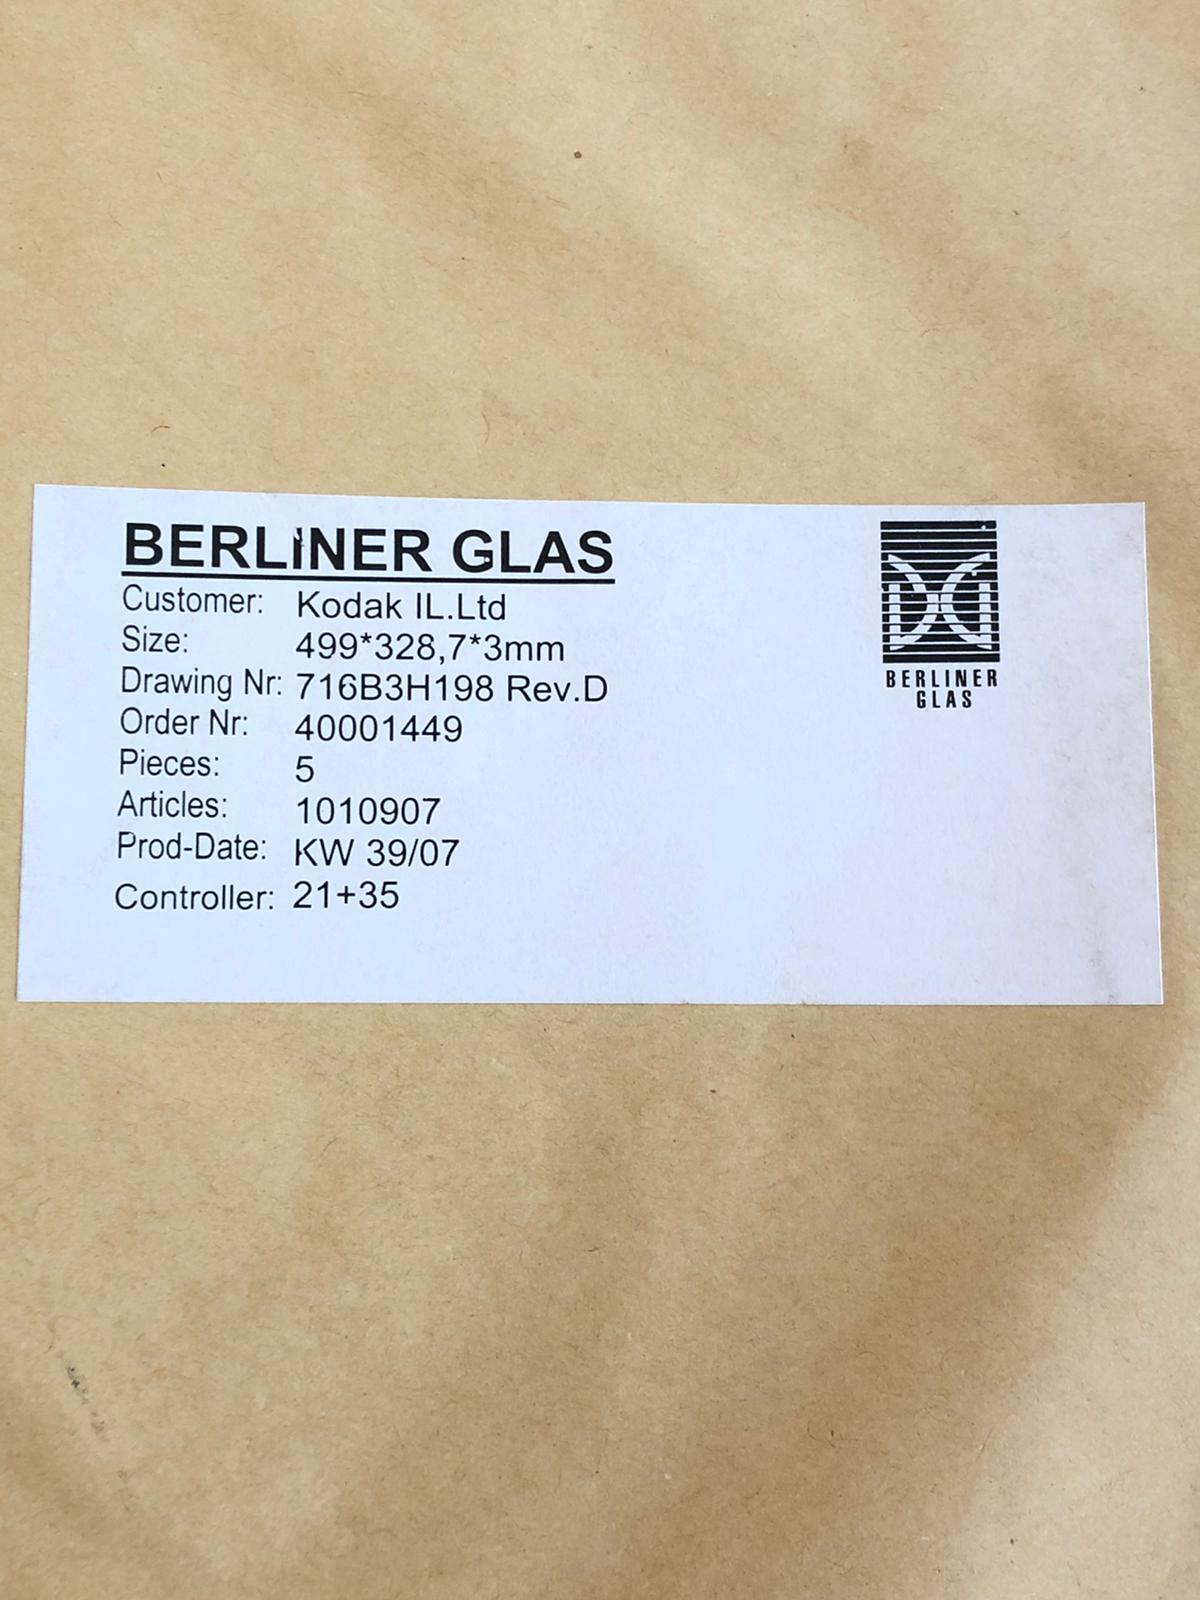 BERLINER GLAS
Customer: Kodak IL.Ltd
Size: 499*328,7*3mm
Drawing Nr: 716B3H198 Rev.D
Order Nr: 40001449
Pieces: 5
Articles: 1010907
Prod-Date: KW 39/07
Controller: 21+35
BERLINER
GLAS